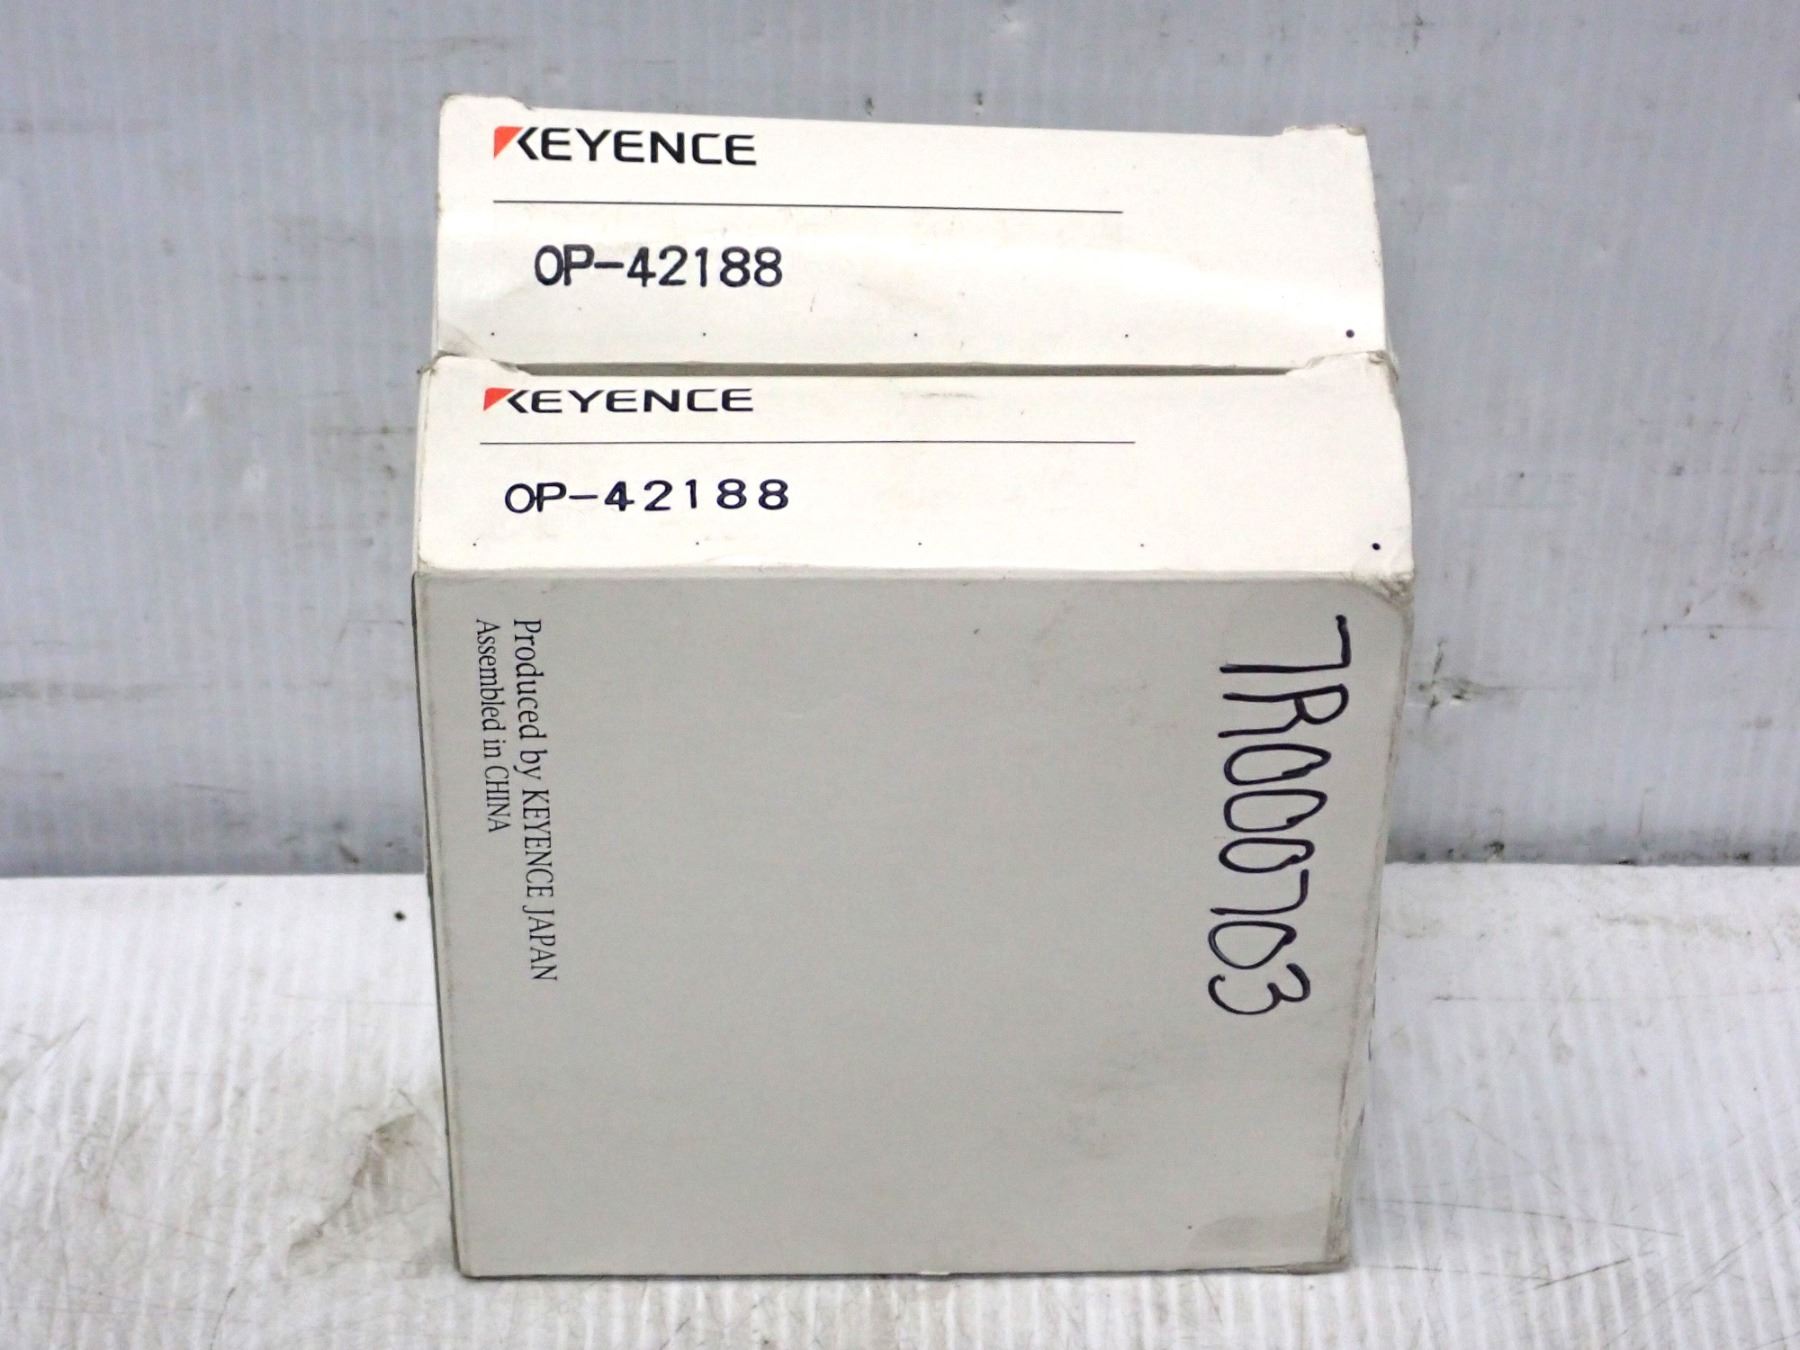 KEYENCE
OP-42188
KEYENCE
OP-42188
Produced by KEYENCE JAPAN
Assembled in CHINA
7R000703